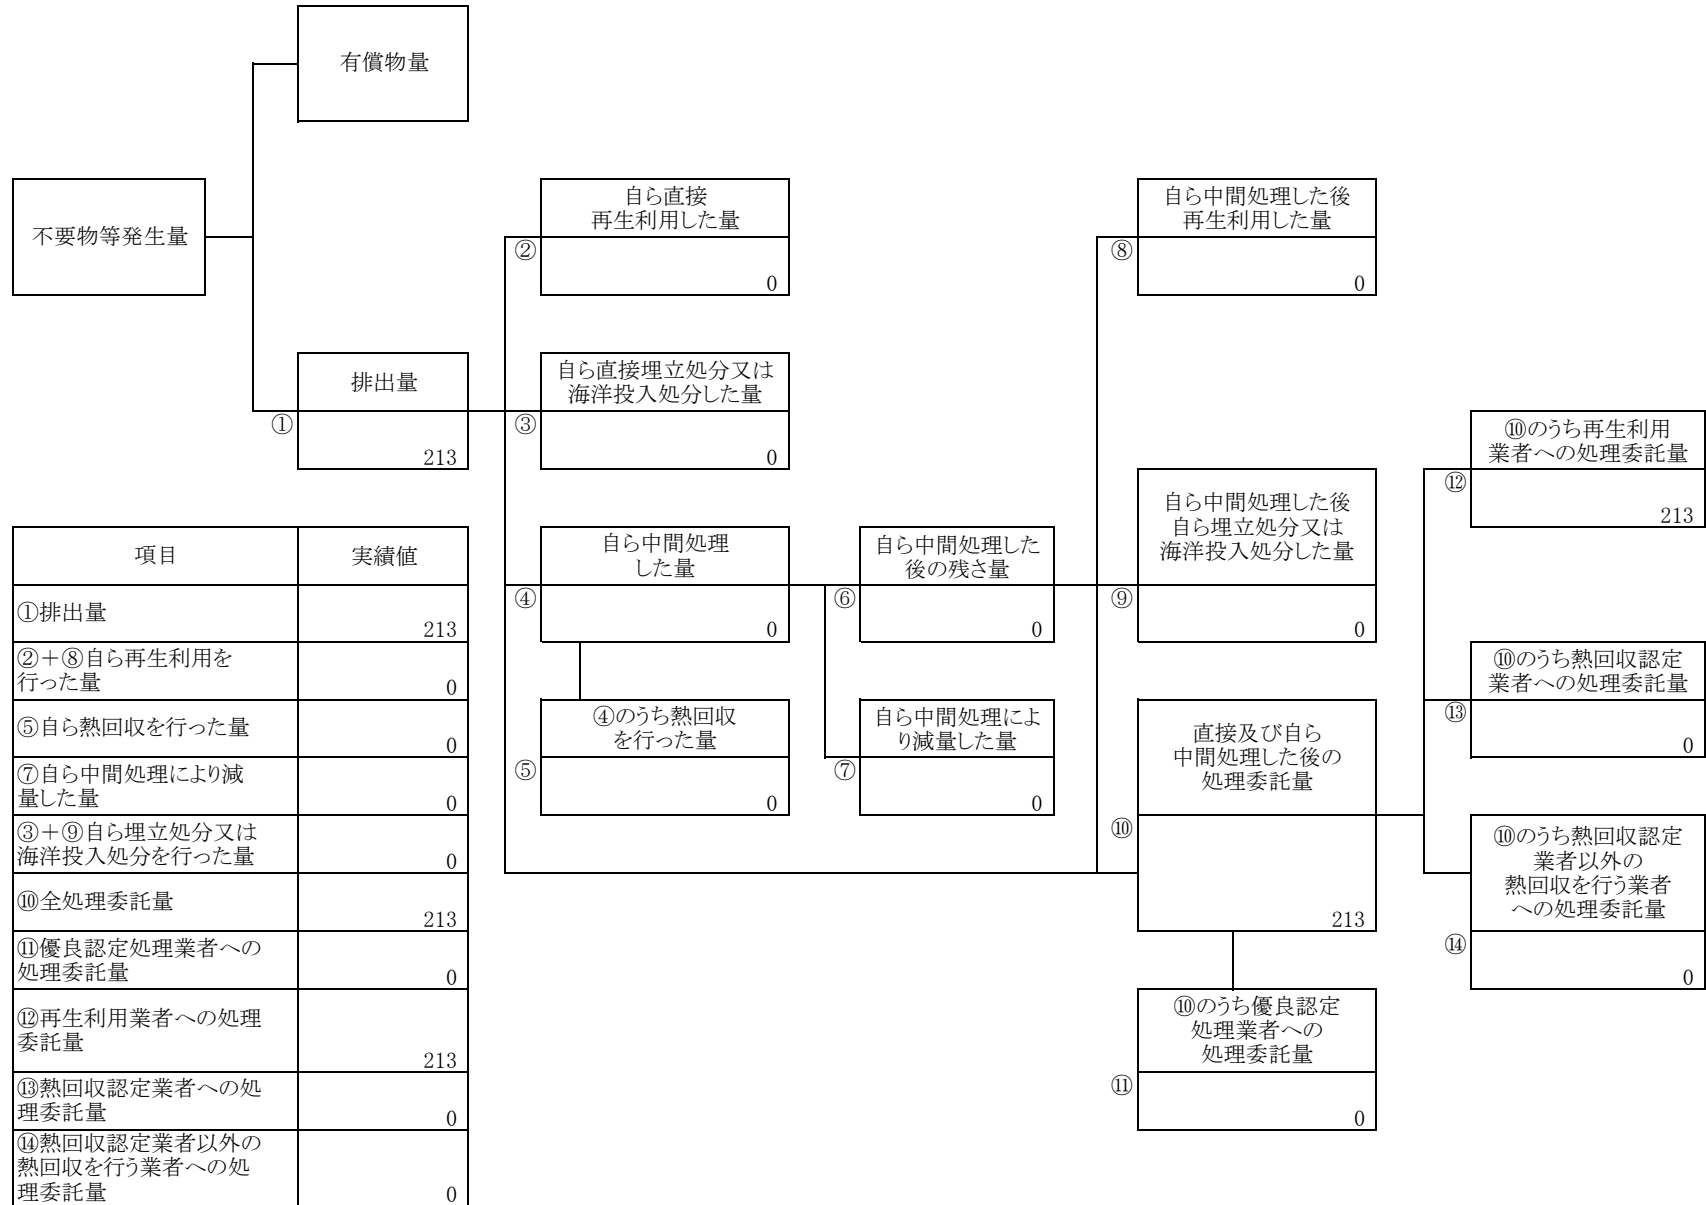 有償物量
不要物等発生量
排出量
①
213
自ら直接
再生利用した量
②
0
自ら直接埋立処分又は
海洋投入処分した量
③
0
自ら中間処理
した量
④
0
④のうち熱回収
を行った量
⑤
0
自ら中間処理した
後の残さ量
⑥
0
自ら中間処理によ
り減量した量
⑦
0
自ら中間処理した後
再生利用した量
⑧
0
自ら中間処理した後
自ら埋立処分又は
海洋投入処分した量
⑨
0
直接及び自ら
中間処理した後の
処理委託量
⑩
213
⑩のうち優良認定
処理業者への
処理委託量
⑪
0
⑩のうち再生利用
業者への処理委託量
⑫
213
⑩のうち熱回収認定
業者への処理委託量
⑬
0
⑩のうち熱回収認定
業者以外の
熱回収を行う業者
への処理委託量
⑭
0
項目 実績値
①排出量
213
②＋⑧自ら再生利用を
行った量 0
⑤自ら熱回収を行った量
0
⑦自ら中間処理により減
量した量 0
③＋⑨自ら埋立処分又は
海洋投入処分を行った量 0
⑩全処理委託量
213
⑪優良認定処理業者への
処理委託量 0
⑫再生利用業者への処理
委託量
213
⑬熱回収認定業者への処
理委託量 0
⑭熱回収認定業者以外の
熱回収を行う業者への処
理委託量 0